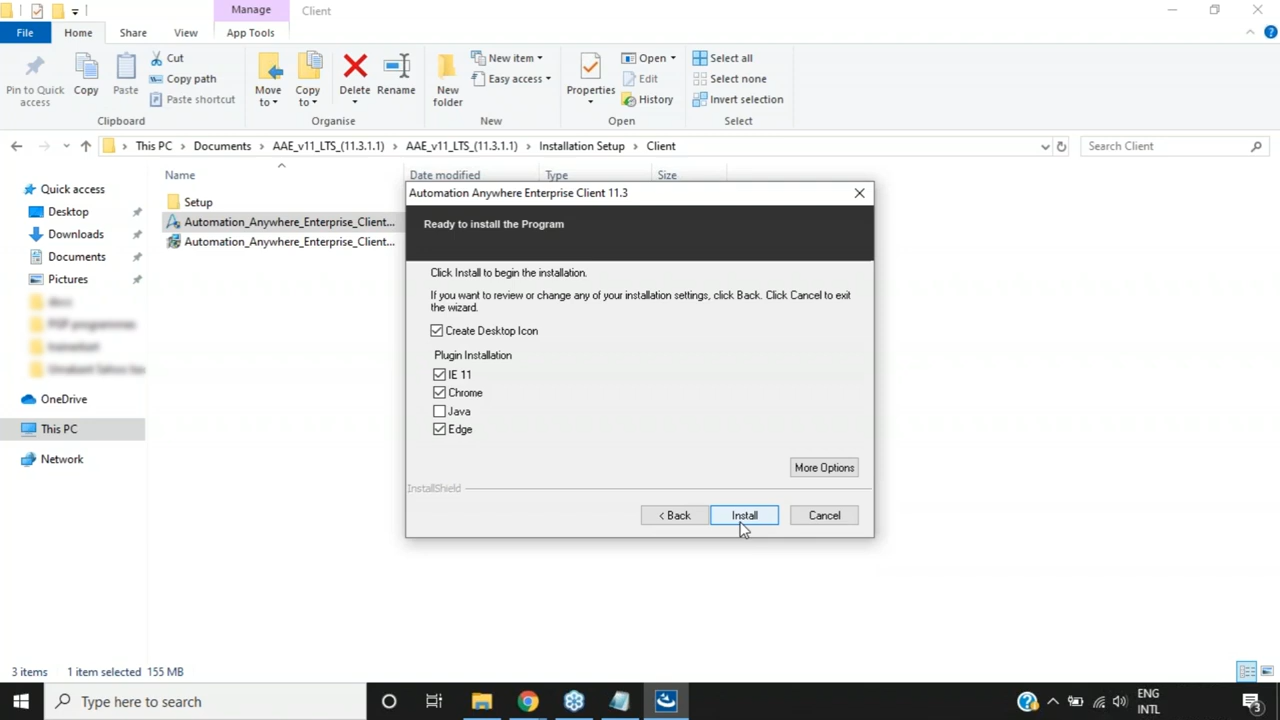 Manage
Client
File
Home
Share
View
App Tools
Pin to Quick
access
Copy
Paste
Cut
Copy path
Paste shortcut
Clipboard
Move
to
Copy
to
Delete
Rename
Organise
New
folder
New item
Easy access
New
Properties
Open
Edit
History
Open
Select all
Select none
Invert selection
Select
This PC
Documents
AAE_v11_LTS_(11.3.1.1)
AAE_v11_LTS_(11.3.1.1)
Installation Setup
Client
Search Client
Name
Date modified
Type
Size
Quick access
Desktop
Downloads
Documents
Pictures
OneDrive
This PC
Network
Setup
Automation_Anywhere_Enterprise_Client...
Automation_Anywhere_Enterprise_Client...
Automation Anywhere Enterprise Client 11.3
Ready to install the Program
Click Install to begin the installation.
If you want to review or change any of your installation settings, click Back. Click Cancel to exit
the wizard.
Create Desktop Icon
Plugin Installation
IE 11
Chrome
Java
Edge
More Options
InstallShield
< Back
Install
Cancel
3 items
1 item selected 155 MB
Type here to search
ENG
INTL
3